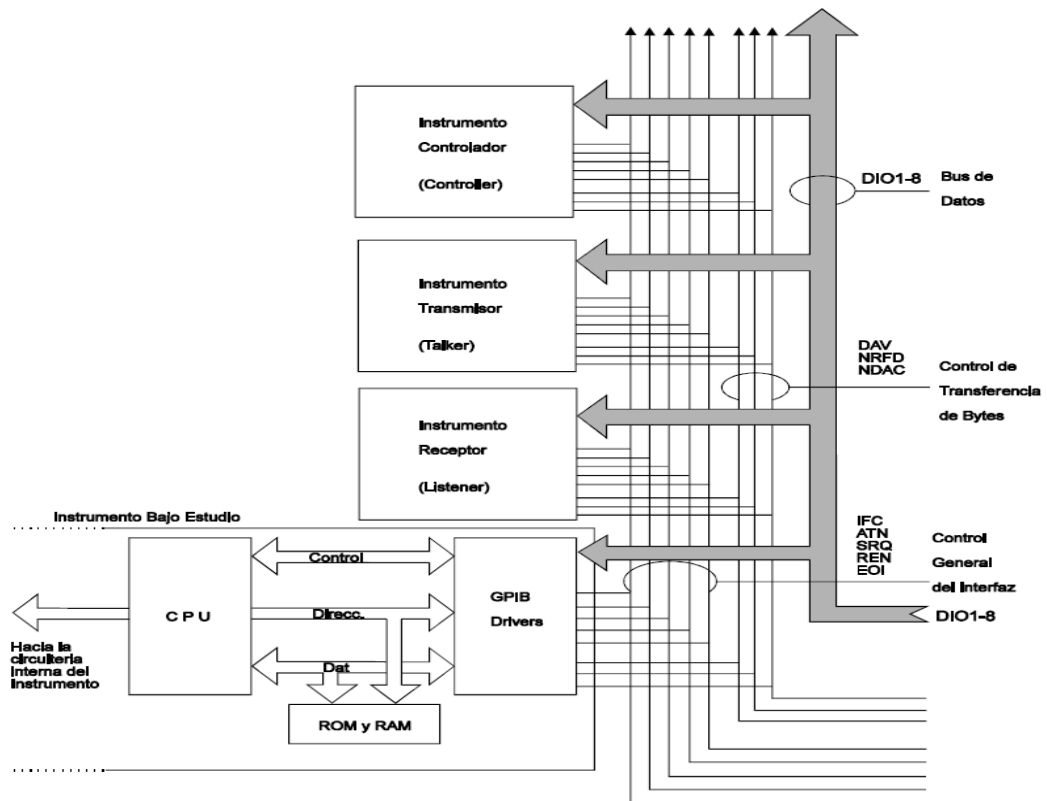 Instrumento
Controlador
(Controller)
DIO1-8
Bus de
Datos
Instrumento
Transmisor
(Talker)
DAV
NRFD
NDAC
Control de
Transferencia
de Bytes
Instrumento
Receptor
(Listener)
Instrumento Bajo Estudio
IFC
ATN
SRQ
REN
EOI
Control
General
del Interfaz
Control
GPIB
Drivers
C P U
Direcc.
DIO1-8
Hacia la
circuiteria
Interna del
Instrumento
Dat
ROM y RAM